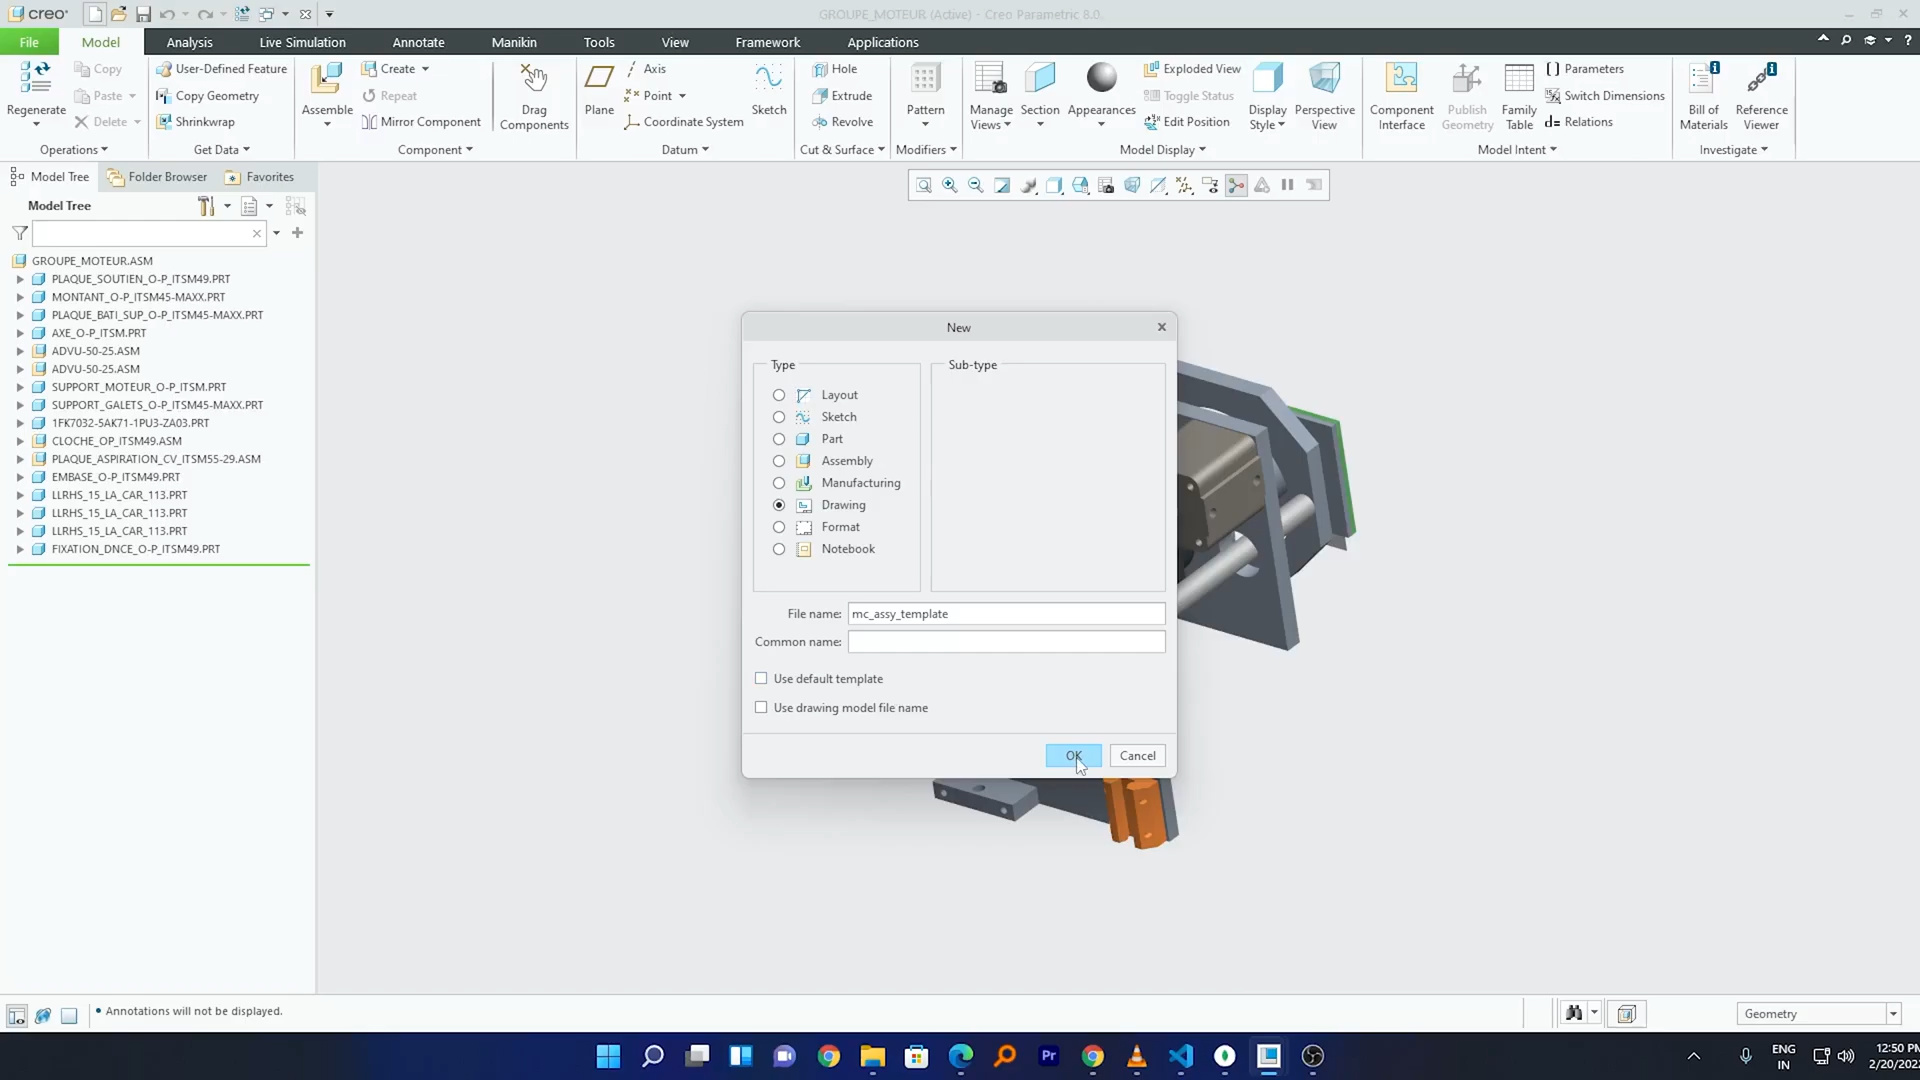 creo
GROUPE_MOTEUR (Active) - Creo Parametric 8.0.
File Model Analysis Live Simulation Annotate Manikin Tools View Framework Applications
Regenerate
Copy
Paste
Delete
Operations
User-Defined Feature
Copy Geometry
Shrinkwrap
Get Data
Assemble
Create
Repeat
Mirror Component
Component
Drag
Components
Plane
Axis
Point
Coordinate System
Sketch
Datum
Hole
Extrude
Revolve
Cut & Surface
Pattern
Modifiers
Manage
Views
Section
Appearances
Exploded View
Toggle Status
Edit Position
Display
Style
Perspective
View
Model Display
Component
Interface
Publish
Geometry
Family
Table
Parameters
Switch Dimensions
Relations
Model Intent
Bill of
Materials
Reference
Viewer
Investigate
Model Tree Folder Browser Favorites
Model Tree
GROUPE_MOTEUR.ASM
PLAQUE_SOUTIEN_O-P_ITSM49.PRT
MONTANT_O-P_ITSM45-MAXX.PRT
PLAQUE_BATI_SUP_O-P_ITSM45-MAXX.PRT
AXE_O-P_ITSM.PRT
ADVU-50-25.ASM
ADVU-50-25.ASM
SUPPORT_MOTEUR_O-P_ITSM.PRT
SUPPORT_GALETS_O-P_ITSM45-MAXX.PRT
1FK7032-5AK71-1PU3-ZA03.PRT
CLOCHE_OP_ITSM49.ASM
PLAQUE_ASPIRATION_CV_ITSM55-29.ASM
EMBASE_O-P_ITSM49.PRT
LLRHS_15_LA_CAR_113.PRT
LLRHS_15_LA_CAR_113.PRT
LLRHS_15_LA_CAR_113.PRT
FIXATION_DNCE_O-P_ITSM49.PRT
New
Type
Sub-type
Layout
Sketch
Part
Assembly
Manufacturing
Drawing
Format
Notebook
File name: mc_assy_template
Common name:
Use default template
Use drawing model file name
OK Cancel
• Annotations will not be displayed.
Geometry
Pr
ENG
IN
12:50 PM